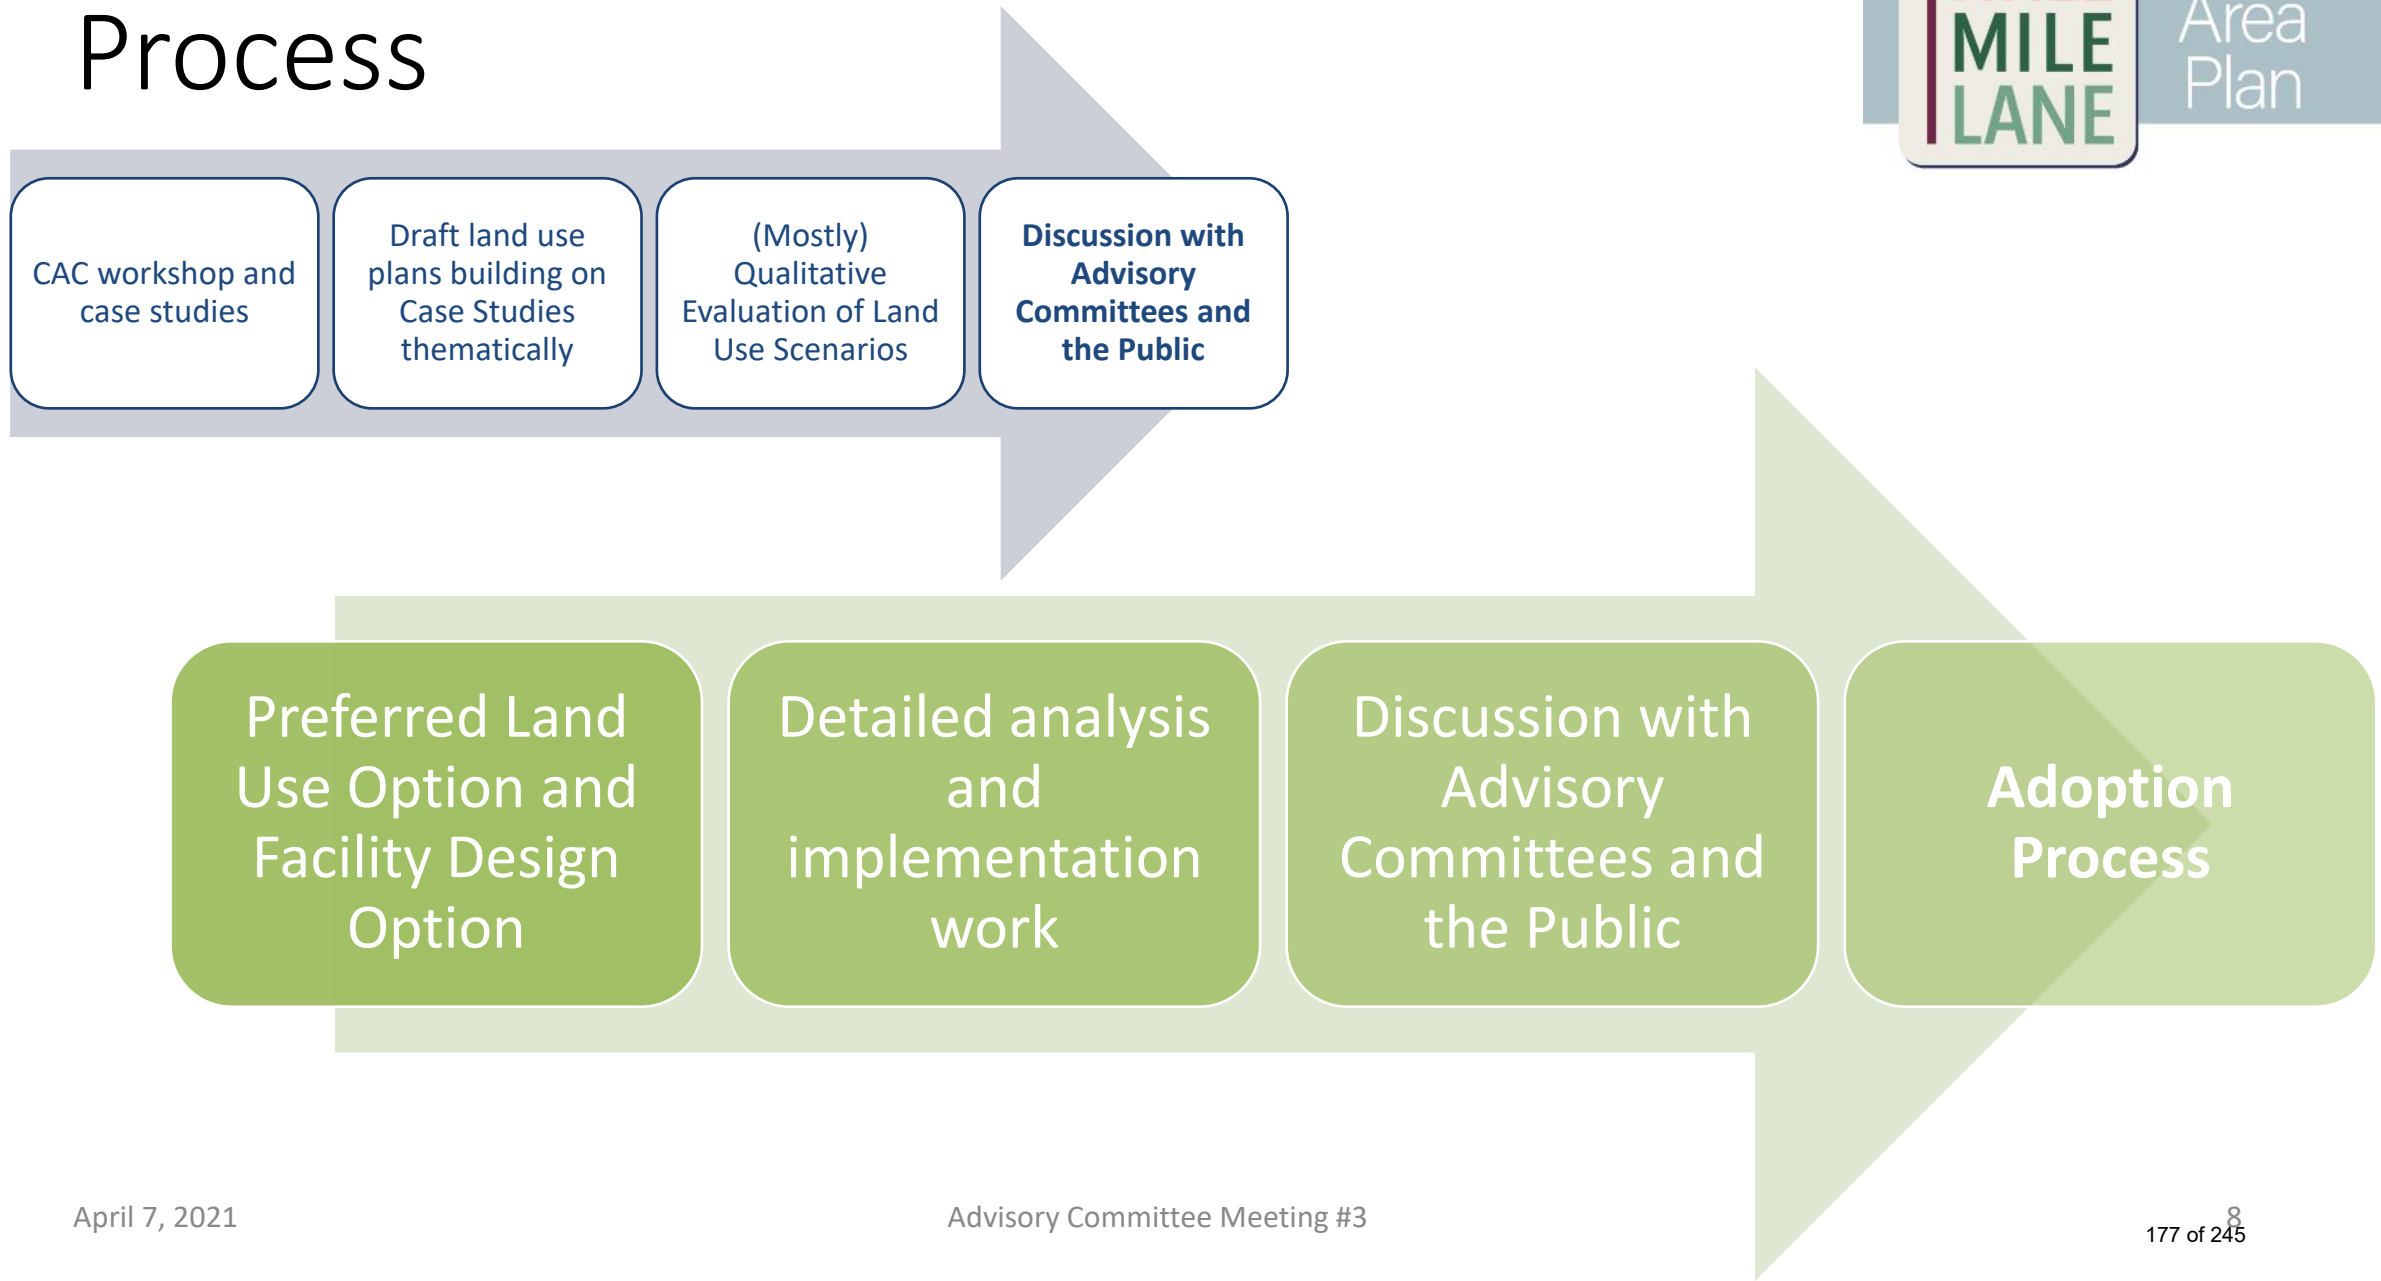 Process
MILE
LANE
Area
Plan
CAC workshop and
case studies
Draft land use
plans building on
Case Studies
thematically
(Mostly)
Qualitative
Evaluation of Land
Use Scenarios
Discussion with
Advisory
Committees and
the Public
Preferred Land
Use Option and
Facility Design
Option
Detailed analysis
and
implementation
work
Discussion with
Advisory
Committees and
the Public
Adoption
Process
April 7, 2021
Advisory Committee Meeting #3
8
177 of 245